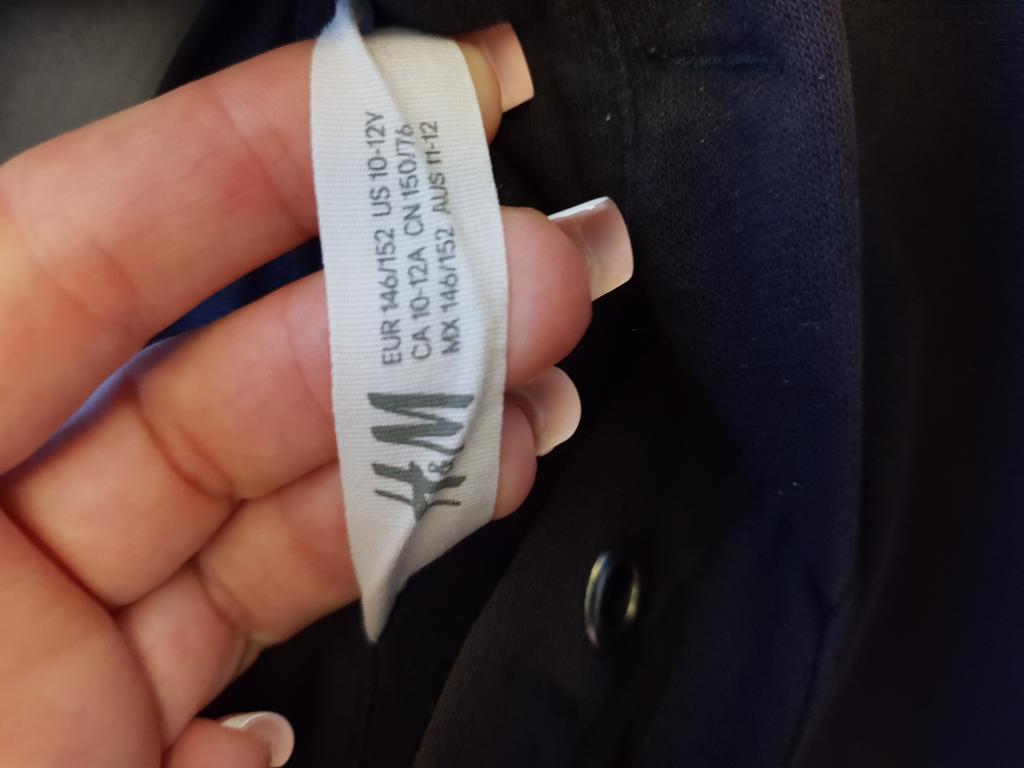 H&M
EUR 146/152 US 10-12Y
CA 10-12A CN 150/76
MX 146/152 AUS 11-12